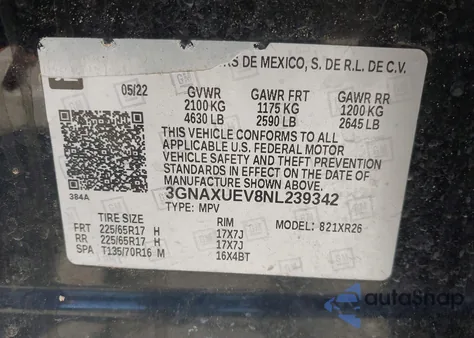 RS DE MEXICO, S. DE R.L. DE C.V.
05/22 GVWR GAWR FRT GAWR RR
2100 KG 1175 KG 1200 KG
4630 LB 2590 LB 2645 LB
THIS VEHICLE CONFORMS TO ALL
APPLICABLE U.S. FEDERAL MOTOR
VEHICLE SAFETY AND THEFT PREVENTION
STANDARDS IN EFFECT ON THE DATE OF
MANUFACTURE SHOWN ABOVE.
384A 3GNAXUEV8NL239342
TYPE: MPV
TIRE SIZE RIM MODEL: 821XR26
FRT 225/65R17 H 17X7J
RR 225/65R17 H 17X7J
SPA T135/70R16 M 16X4BT
autoSnap